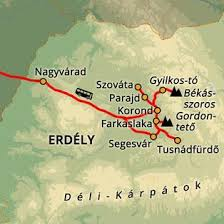 Nagyvárad
Szováta
Gyilkos-tó
Parajd
Békás-
szoros
Korond
Gordon-
tető
Farkaslaka
ERDÉLY
Segesvár
Tusnádfürdő
Déli-Kárpátok